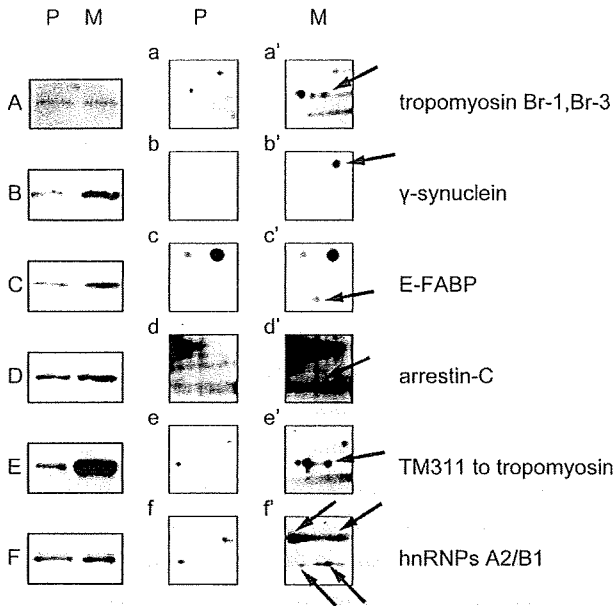 P M P M
a a'
A tropomyosin Br-1,Br-3
b b'
B γ-synuclein
c c'
C E-FABP
d d'
D arrestin-C
e e'
E TM311 to tropomyosin
f f'
F hnRNPs A2/B1